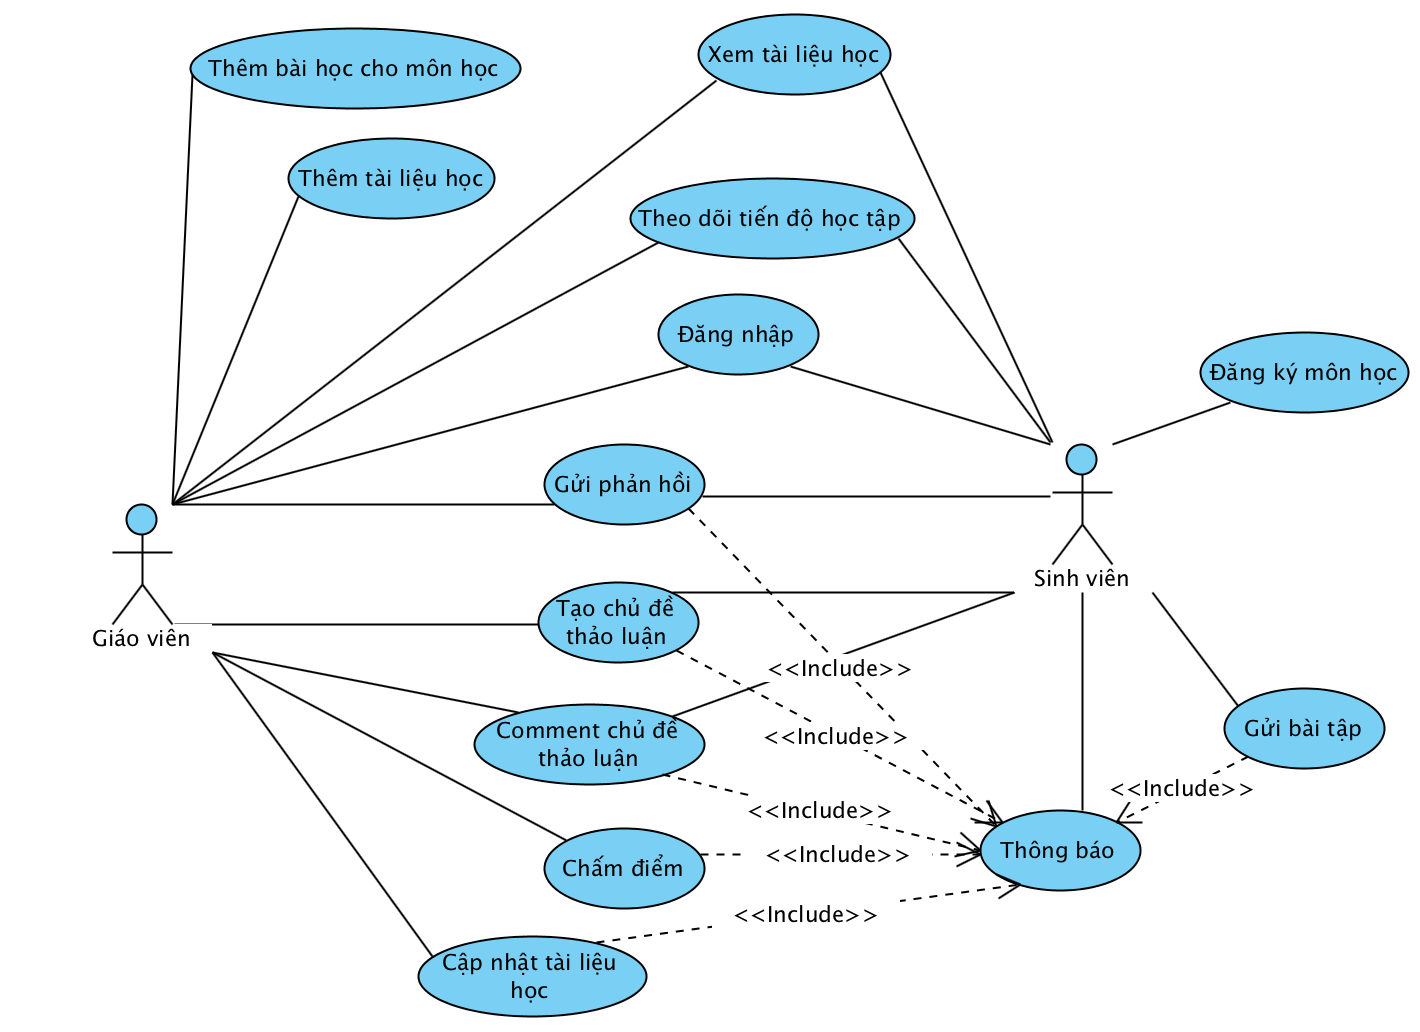 Xem tài liệu học
Thêm bài học cho môn học
Thêm tài liệu học
Theo dõi tiến độ học tập
Đăng nhập
Đăng ký môn học
Gửi phản hồi
Sinh viên
Tạo chủ đề
thảo luận
Giáo viên
<<Include>>
<<Include>>
Comment chủ đề
thảo luận
Gửi bài tập
<<Include>>
<<Include>>
Thông báo
<<Include>>
Chấm điểm
<<Include>>
Cập nhật tài liệu
học